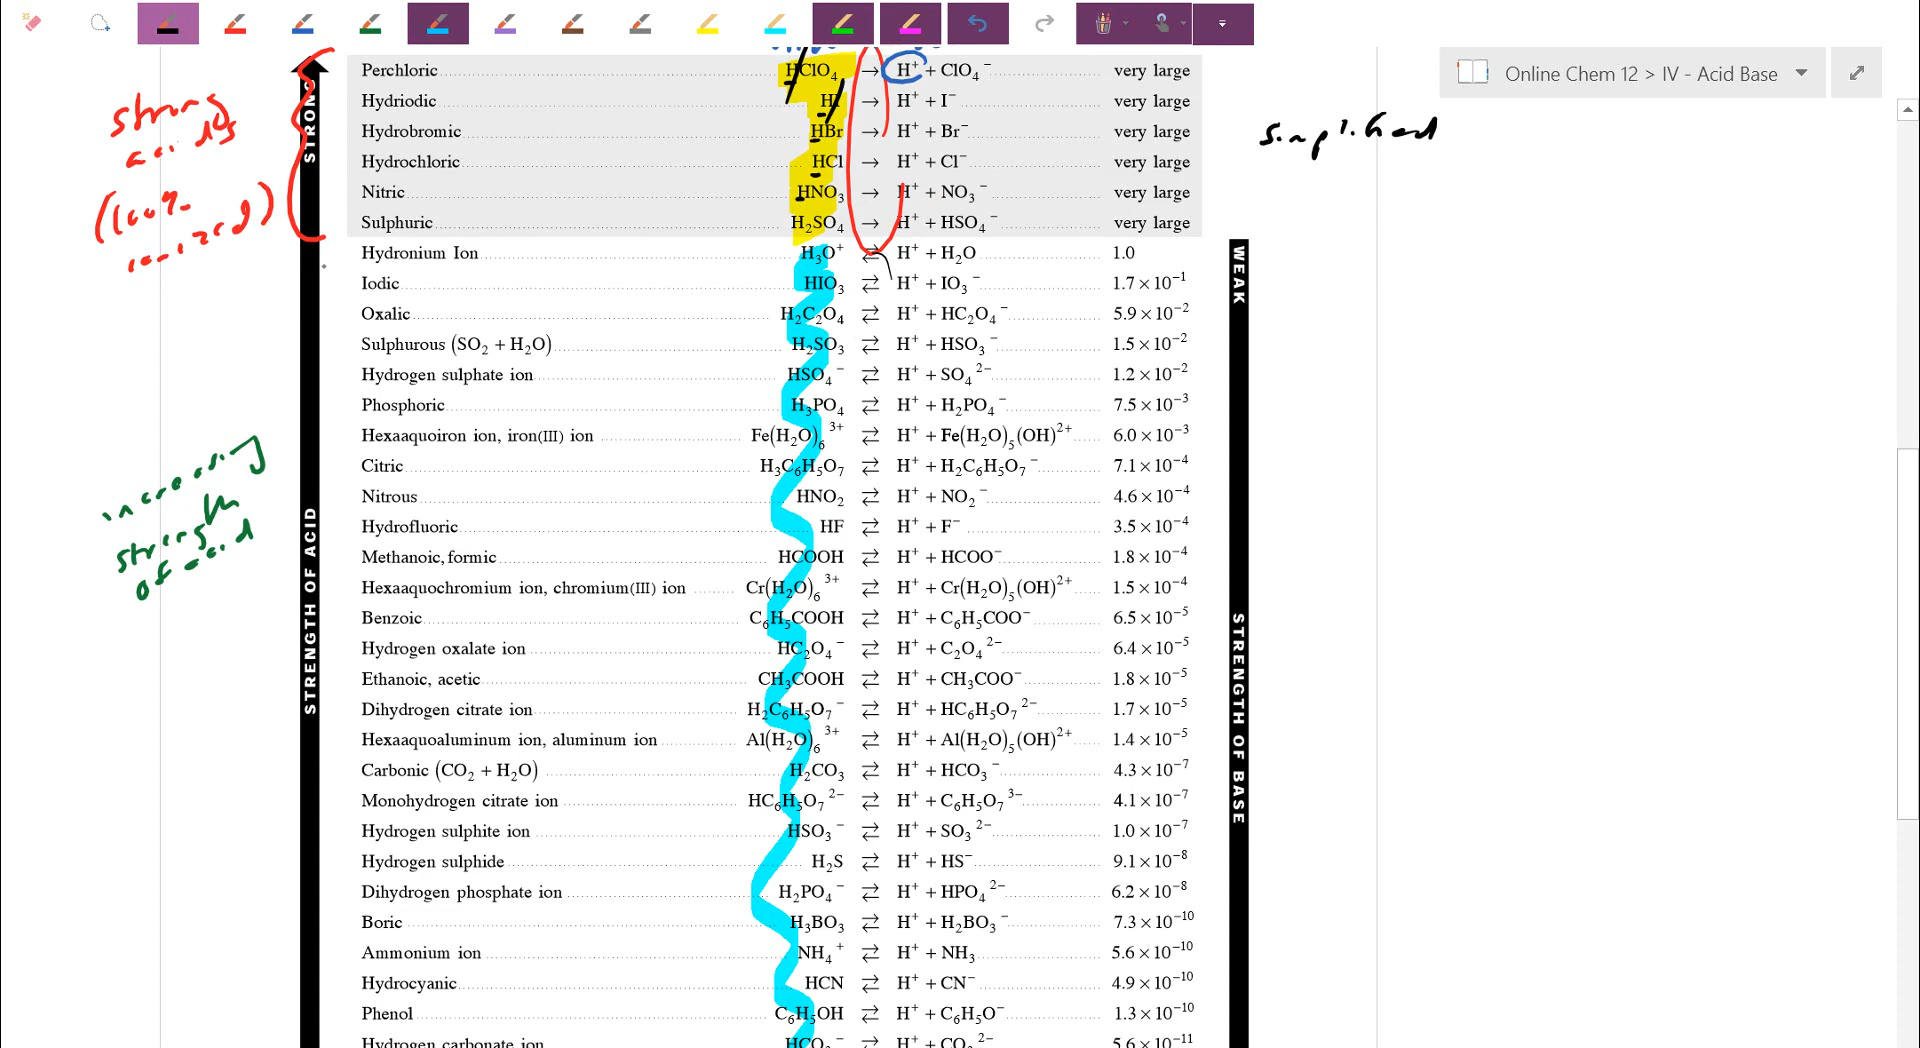 Online Chem 12 > IV - Acid Base
strong
acids
(100%
ionized)
simplified
increasing
strength
of acid
STRONG
STRENGTH OF ACID
WEAK
STRENGTH OF BASE
Perchloric HClO₄ → H⁺ + ClO₄⁻ very large
Hydriodic HI → H⁺ + I⁻ very large
Hydrobromic HBr → H⁺ + Br⁻ very large
Hydrochloric HCl → H⁺ + Cl⁻ very large
Nitric HNO₃ → H⁺ + NO₃⁻ very large
Sulphuric H₂SO₄ → H⁺ + HSO₄⁻ very large
Hydronium Ion H₃O⁺ ⇄ H⁺ + H₂O 1.0
Iodic HIO₃ ⇄ H⁺ + IO₃⁻ 1.7×10⁻¹
Oxalic H₂C₂O₄ ⇄ H⁺ + HC₂O₄⁻ 5.9×10⁻²
Sulphurous (SO₂ + H₂O) H₂SO₃ ⇄ H⁺ + HSO₃⁻ 1.5×10⁻²
Hydrogen sulphate ion HSO₄⁻ ⇄ H⁺ + SO₄²⁻ 1.2×10⁻²
Phosphoric H₃PO₄ ⇄ H⁺ + H₂PO₄⁻ 7.5×10⁻³
Hexaaquoiron ion, iron(III) ion Fe(H₂O)₆³⁺ ⇄ H⁺ + Fe(H₂O)₅(OH)²⁺ 6.0×10⁻³
Citric H₃C₆H₅O₇ ⇄ H⁺ + H₂C₆H₅O₇⁻ 7.1×10⁻⁴
Nitrous HNO₂ ⇄ H⁺ + NO₂⁻ 4.6×10⁻⁴
Hydrofluoric HF ⇄ H⁺ + F⁻ 3.5×10⁻⁴
Methanoic, formic HCOOH ⇄ H⁺ + HCOO⁻ 1.8×10⁻⁴
Hexaaquochromium ion, chromium(III) ion Cr(H₂O)₆³⁺ ⇄ H⁺ + Cr(H₂O)₅(OH)²⁺ 1.5×10⁻⁴
Benzoic C₆H₅COOH ⇄ H⁺ + C₆H₅COO⁻ 6.5×10⁻⁵
Hydrogen oxalate ion HC₂O₄⁻ ⇄ H⁺ + C₂O₄²⁻ 6.4×10⁻⁵
Ethanoic, acetic CH₃COOH ⇄ H⁺ + CH₃COO⁻ 1.8×10⁻⁵
Dihydrogen citrate ion H₂C₆H₅O₇⁻ ⇄ H⁺ + HC₆H₅O₇²⁻ 1.7×10⁻⁵
Hexaaquoaluminum ion, aluminum ion Al(H₂O)₆³⁺ ⇄ H⁺ + Al(H₂O)₅(OH)²⁺ 1.4×10⁻⁵
Carbonic (CO₂ + H₂O) H₂CO₃ ⇄ H⁺ + HCO₃⁻ 4.3×10⁻⁷
Monohydrogen citrate ion HC₆H₅O₇²⁻ ⇄ H⁺ + C₆H₅O₇³⁻ 4.1×10⁻⁷
Hydrogen sulphite ion HSO₃⁻ ⇄ H⁺ + SO₃²⁻ 1.0×10⁻⁷
Hydrogen sulphide H₂S ⇄ H⁺ + HS⁻ 9.1×10⁻⁸
Dihydrogen phosphate ion H₂PO₄⁻ ⇄ H⁺ + HPO₄²⁻ 6.2×10⁻⁸
Boric H₃BO₃ ⇄ H⁺ + H₂BO₃⁻ 7.3×10⁻¹⁰
Ammonium ion NH₄⁺ ⇄ H⁺ + NH₃ 5.6×10⁻¹⁰
Hydrocyanic HCN ⇄ H⁺ + CN⁻ 4.9×10⁻¹⁰
Phenol C₆H₅OH ⇄ H⁺ + C₆H₅O⁻ 1.3×10⁻¹⁰
Hydrogen carbonate ion HCO₃⁻ ⇄ H⁺ + CO₃²⁻ 5.6×10⁻¹¹